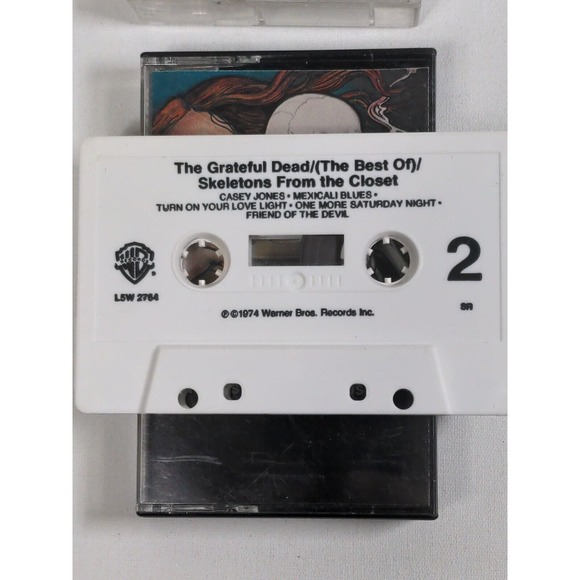 The Grateful Dead/(The Best Of)/
Skeletons From the Closet
CASEY JONES • MEXICALI BLUES •
TURN ON YOUR LOVE LIGHT • ONE MORE SATURDAY NIGHT •
FRIEND OF THE DEVIL
2
®
L5W 2764
SR
℗©1974 Warner Bros. Records Inc.